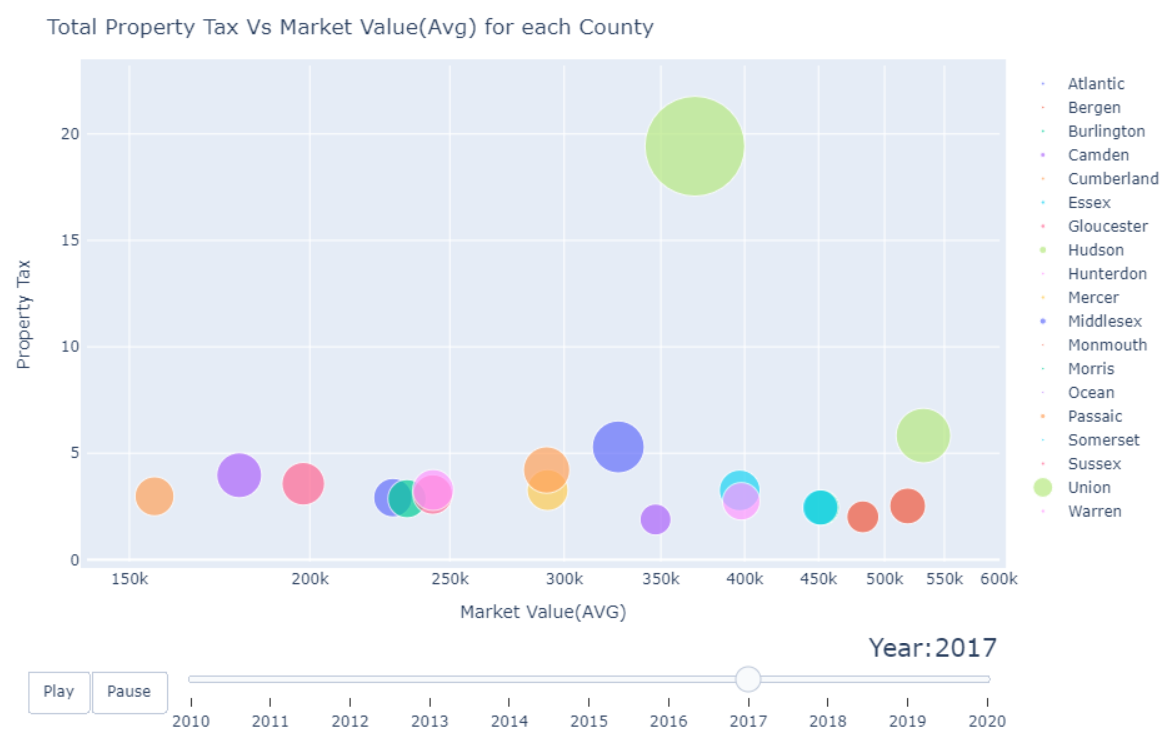 Total Property Tax Vs Market Value(Avg) for each County
Property Tax
20
15
10
5
0
150k 200k 250k 300k 350k 400k 450k 500k 550k 600k
Market Value(AVG)
Atlantic
Bergen
Burlington
Camden
Cumberland
Essex
Gloucester
Hudson
Hunterdon
Mercer
Middlesex
Monmouth
Morris
Ocean
Passaic
Somerset
Sussex
Union
Warren
Year:2017
Play Pause
2010 2011 2012 2013 2014 2015 2016 2017 2018 2019 2020